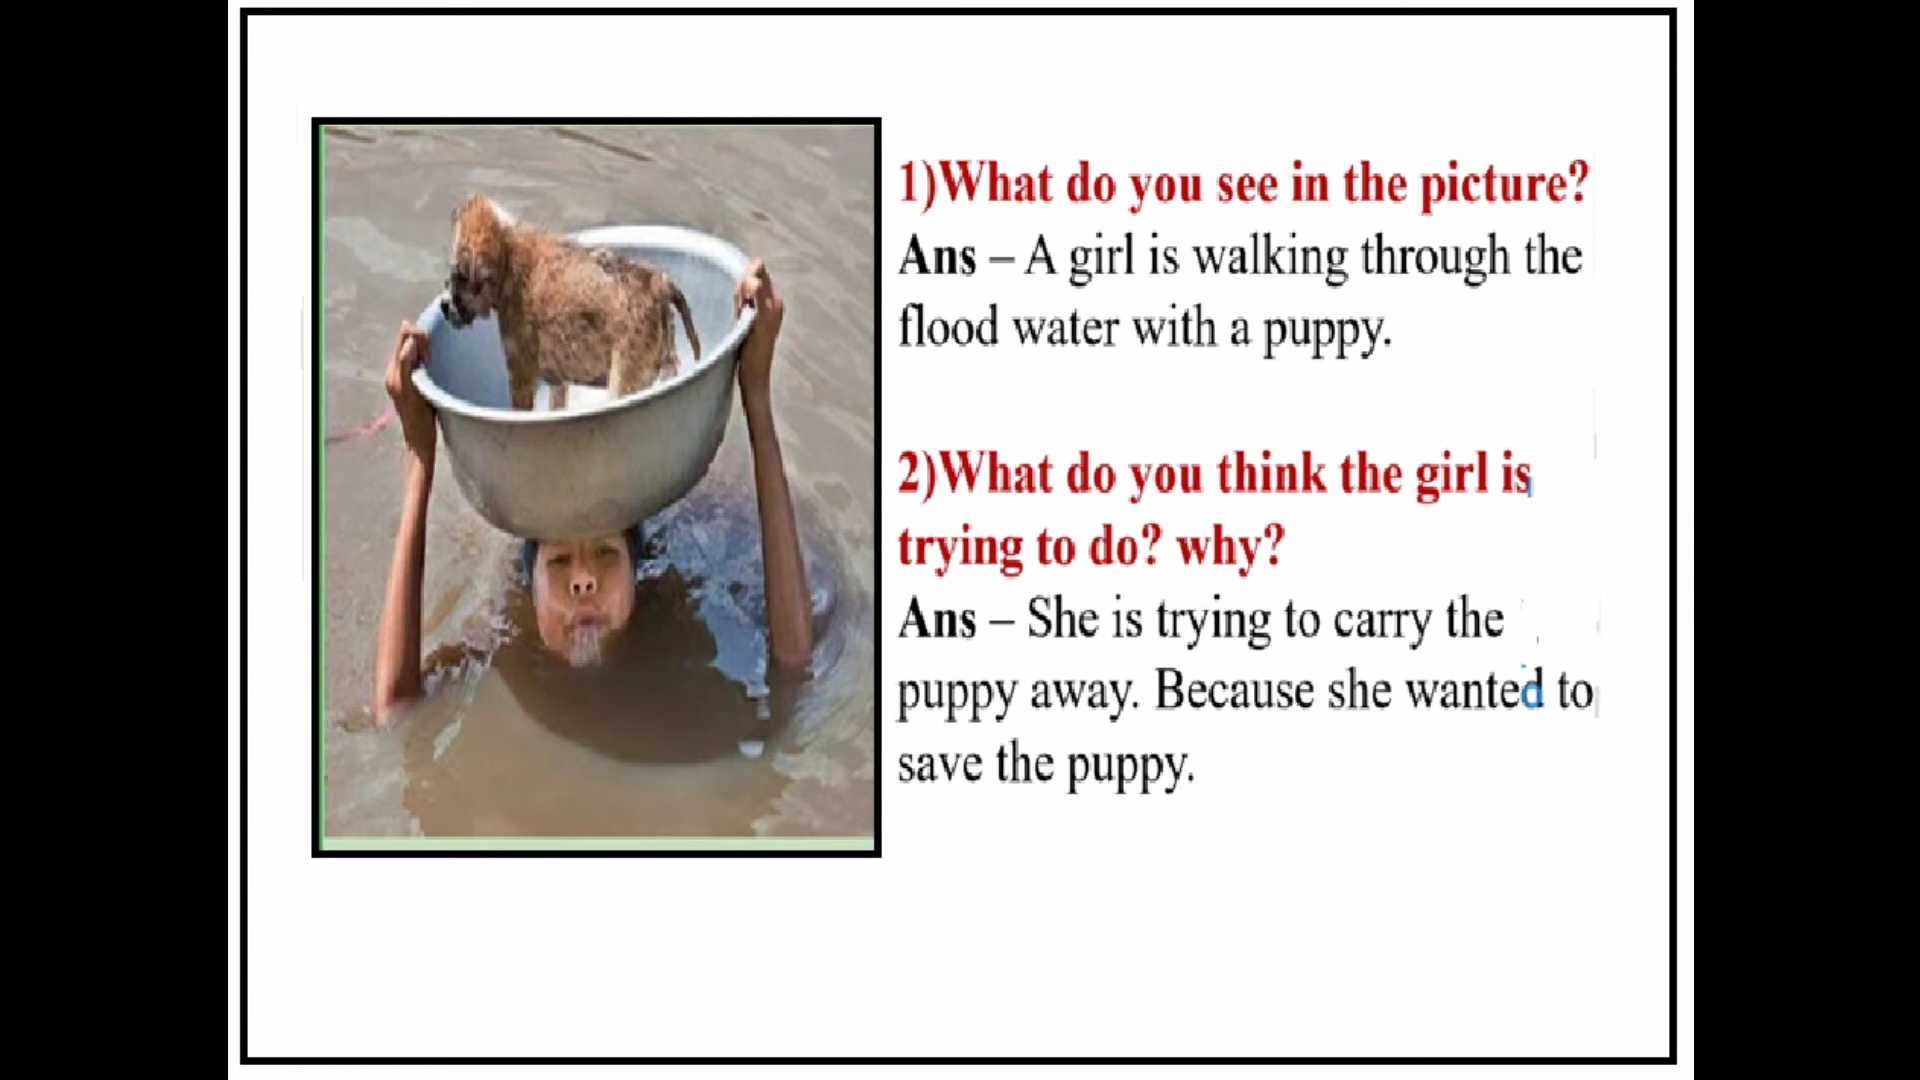 1)What do you see in the picture?
Ans – A girl is walking through the
flood water with a puppy.
2)What do you think the girl is
trying to do? why?
Ans – She is trying to carry the
puppy away. Because she wanted to
save the puppy.